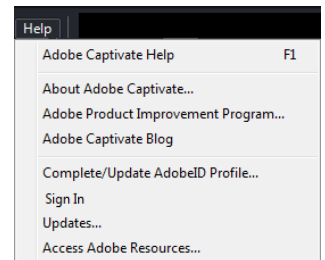 Help
Adobe Captivate Help F1
About Adobe Captivate...
Adobe Product Improvement Program...
Adobe Captivate Blog
Complete/Update AdobeID Profile...
Sign In
Updates...
Access Adobe Resources...